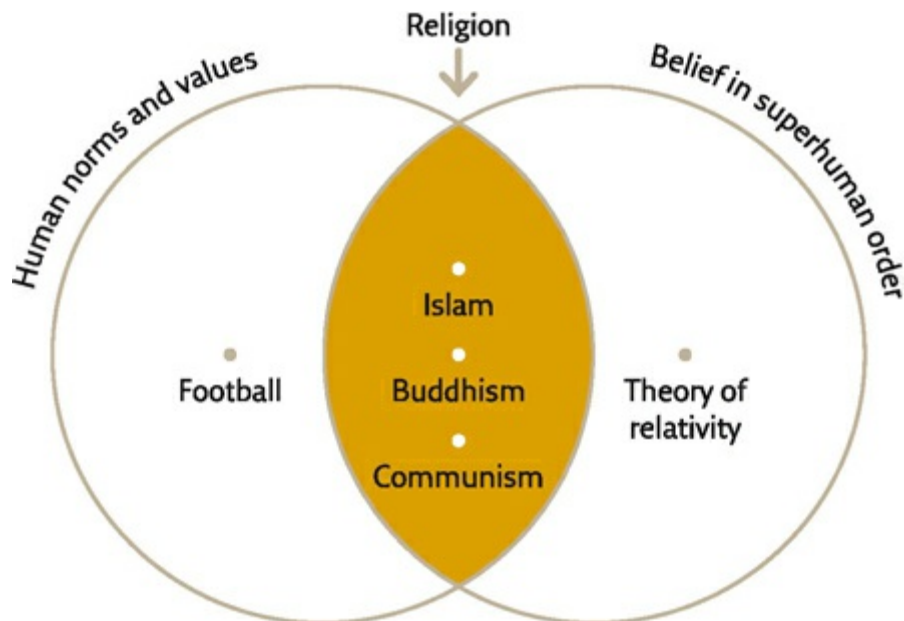 Religion
Human norms and values
Belief in superhuman order
Islam
Football
Buddhism
Theory of
relativity
Communism